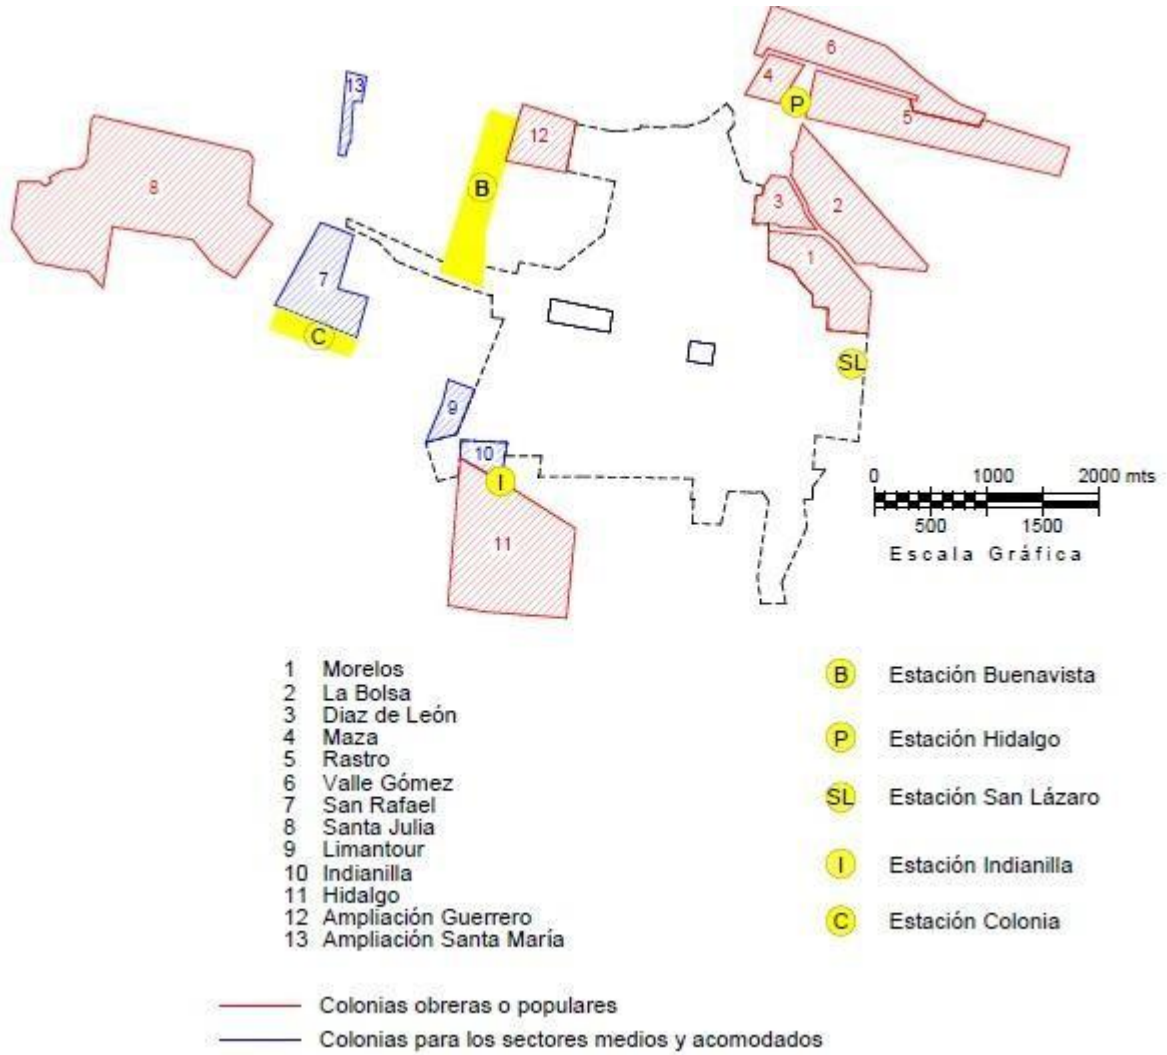 6
13
4
P
5
12
8
B
3
2
7
1
C
SL
9
10
I
11
0 1000 2000 mts
500 1500
Escala Gráfica
1 Morelos
2 La Bolsa
3 Diaz de León
4 Maza
5 Rastro
6 Valle Gómez
7 San Rafael
8 Santa Julia
9 Limantour
10 Indianilla
11 Hidalgo
12 Ampliación Guerrero
13 Ampliación Santa María
B Estación Buenavista
P Estación Hidalgo
SL Estación San Lázaro
I Estación Indianilla
C Estación Colonia
Colonias obreras o populares
Colonias para los sectores medios y acomodados